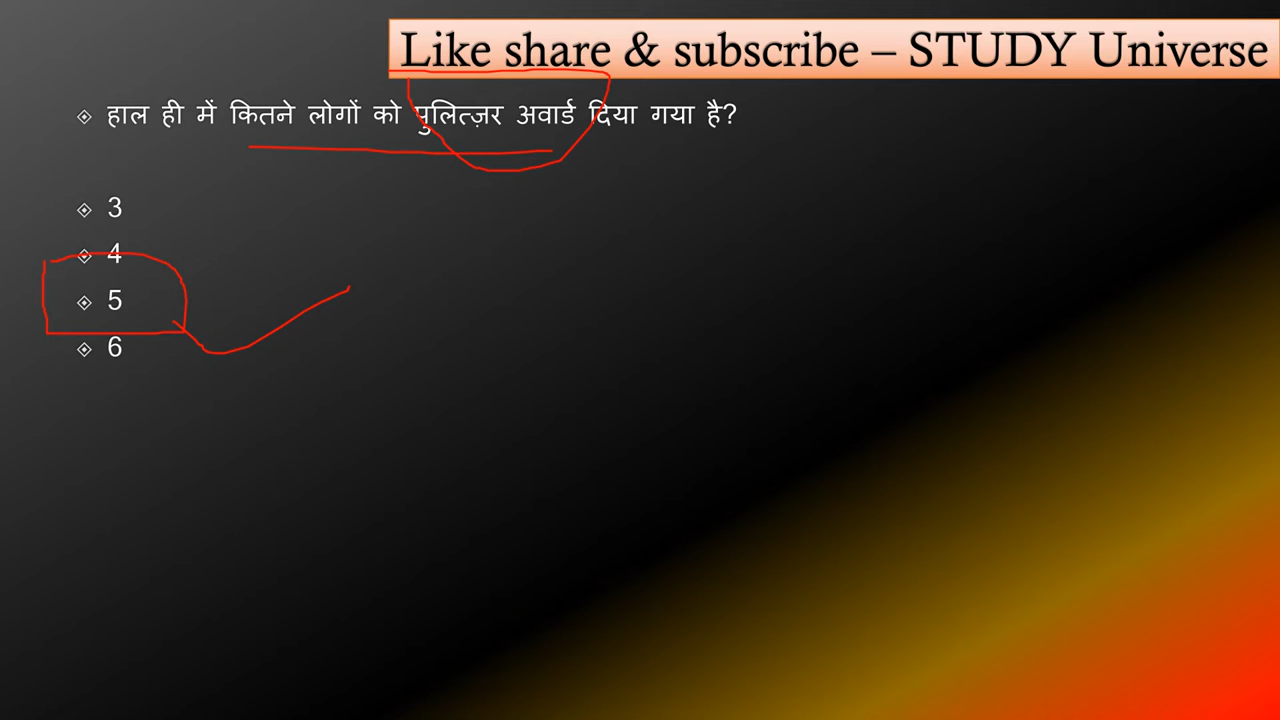 Like share & subscribe – STUDY Universe
हाल ही में कितने लोगों को पुलित्ज़र अवार्ड दिया गया है?
3
4
5
6